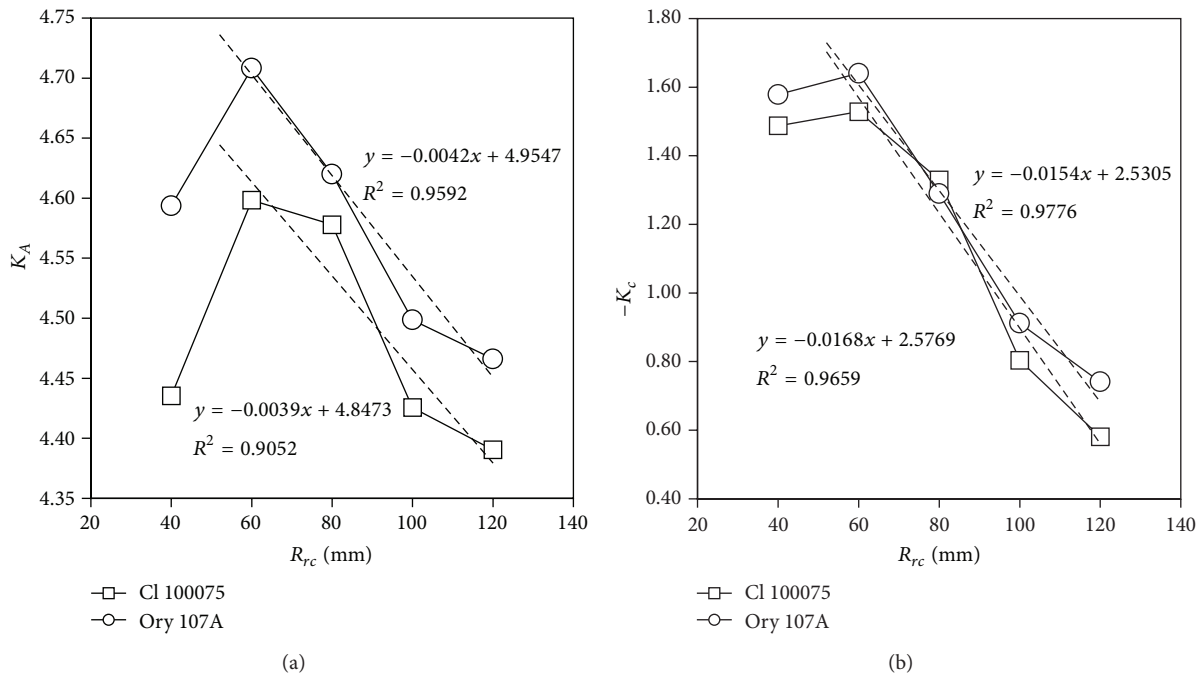 4.75
4.70
4.65
4.60
4.55
4.50
4.45
4.40
4.35
K_A
y = −0.0042x + 4.9547
R² = 0.9592
y = −0.0039x + 4.8473
R² = 0.9052
20 40 60 80 100 120 140
R_rc (mm)
Cl 100075
Ory 107A
(a)
−1.80
1.60
1.40
1.20
1.00
0.80
0.60
0.40
−K_c
y = −0.0154x + 2.5305
R² = 0.9776
y = −0.0168x + 2.5769
R² = 0.9659
20 40 60 80 100 120 140
R_rc (mm)
Cl 100075
Ory 107A
(b)